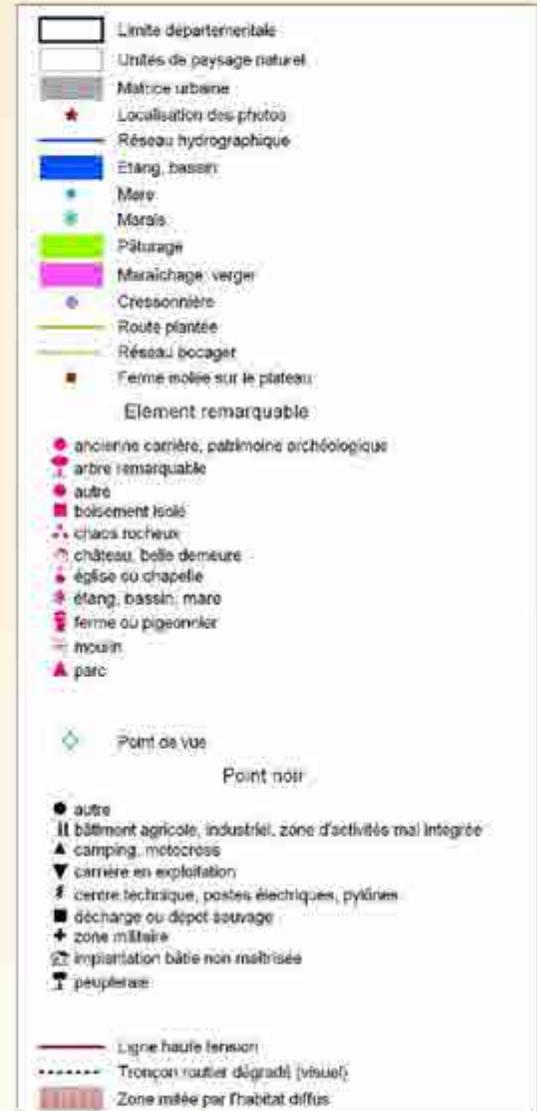 Limite départementale
Unités de paysage naturel
Matrice urbaine
Localisation des photos
Réseau hydrographique
Etang, bassin
Mare
Marais
Pâturage
Maraîchage, verger
Cressonnière
Route plantée
Réseau bocager
Ferme isolée sur le plateau
Elément remarquable
ancienne carrière, patrimoine archéologique
arbre remarquable
autre
boisement isolé
chaos rocheux
château, belle demeure
église ou chapelle
étang, bassin, mare
ferme ou pigeonnier
moulin
parc
Point de vue
Point noir
autre
bâtiment agricole, industriel, zone d'activités mal intégrée
camping, motocross
carrière en exploitation
centre technique, postes électriques, pylônes
décharge ou dépôt sauvage
zone militaire
implantation bâtie non maîtrisée
peupleraie
Ligne haute tension
Tronçon routier dégradé (visuel)
Zone mitée par l'habitat diffus